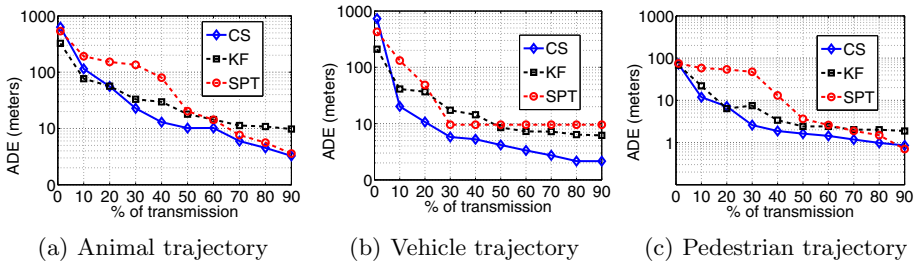 1000
100
10
0
ADE (meters)
0 10 20 30 40 50 60 70 80 90
% of transmission
CS
KF
SPT
(a) Animal trajectory
1000
100
10
0
ADE (meters)
0 10 20 30 40 50 60 70 80 90
% of transmission
CS
KF
SPT
(b) Vehicle trajectory
1000
100
10
1
ADE (meters)
0 10 20 30 40 50 60 70 80 90
% of transmission
CS
KF
SPT
(c) Pedestrian trajectory